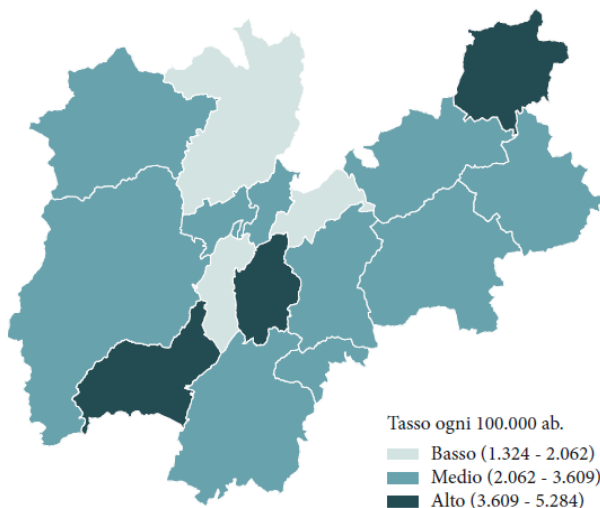 Tasso ogni 100.000 ab.
Basso (1.324 - 2.062)
Medio (2.062 - 3.609)
Alto (3.609 - 5.284)